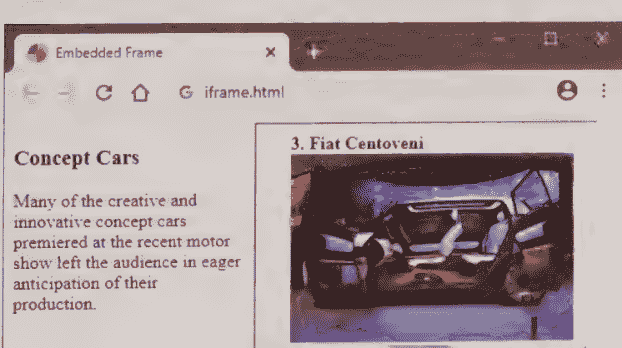 Embedded Frame
iframe.html
Concept Cars
Many of the creative and
innovative concept cars
premiered at the recent motor
show left the audience in eager
anticipation of their
production.
3. Fiat Centoveni